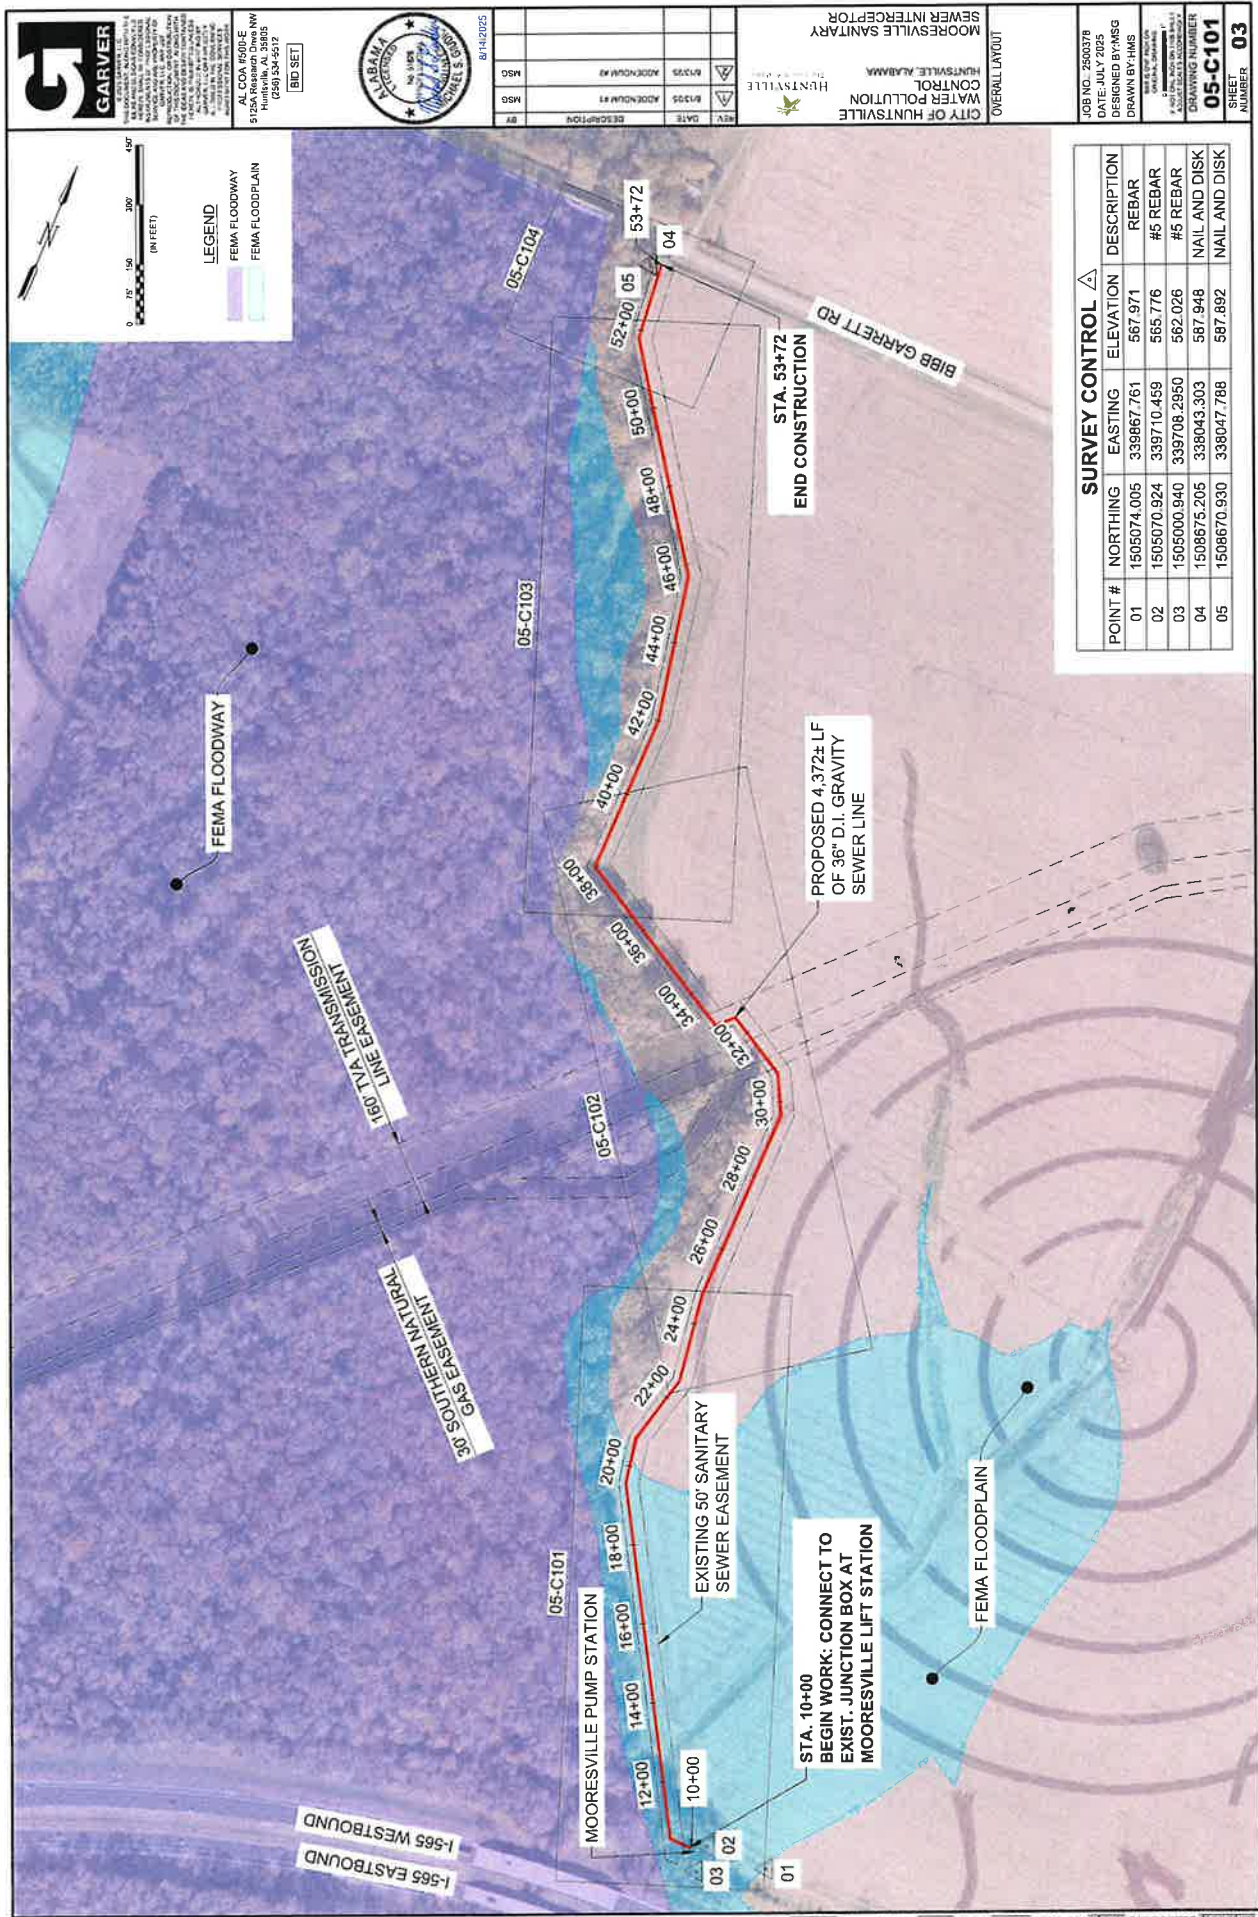 GARVER
AL COA #500-E
5125A Research Drive NW
Huntsville, AL 35805
(256) 534-5512
BID SET
ALABAMA
LICENSED
MICHAEL S.
8/14/2025
REV.
DATE
DESCRIPTION
BY
ADDENDUM #1
MSG
ADDENDUM #2
MSG
CITY OF HUNTSVILLE
WATER POLLUTION
CONTROL
HUNTSVILLE, ALABAMA
HUNTSVILLE
MOORESVILLE SANITARY
SEWER INTERCEPTOR
OVERALL LAYOUT
JOB NO.: 2500378
DATE: JULY 2025
DESIGNED BY: MSG
DRAWN BY: HMS
DRAWING NUMBER
05-C101
SHEET
NUMBER 03
N
0 75' 150 300' 450'
(IN FEET)
LEGEND
FEMA FLOODWAY
FEMA FLOODPLAIN
FEMA FLOODWAY
160' TVA TRANSMISSION
LINE EASEMENT
30' SOUTHERN NATURAL
GAS EASEMENT
I-565 WESTBOUND
I-565 EASTBOUND
05-C101
05-C102
05-C103
05-C104
MOORESVILLE PUMP STATION
10+00
12+00
14+00
16+00
18+00
20+00
22+00
24+00
26+00
28+00
30+00
32+00
34+00
36+00
38+00
40+00
42+00
44+00
46+00
48+00
50+00
52+00
53+72
05
04
03
02
01
BIBB GARRETT RD
STA. 53+72
END CONSTRUCTION
PROPOSED 4,372± LF
OF 36" D.I. GRAVITY
SEWER LINE
EXISTING 50' SANITARY
SEWER EASEMENT
STA. 10+00
BEGIN WORK: CONNECT TO
EXIST. JUNCTION BOX AT
MOORESVILLE LIFT STATION
FEMA FLOODPLAIN
SURVEY CONTROL
POINT # NORTHING EASTING ELEVATION DESCRIPTION
01 1505074.005 339867.761 567.971 REBAR
02 1505070.924 339710.459 565.776 #5 REBAR
03 1505000.940 339708.2950 562.026 #5 REBAR
04 1508675.205 338043.303 587.948 NAIL AND DISK
05 1508670.930 338047.788 587.892 NAIL AND DISK